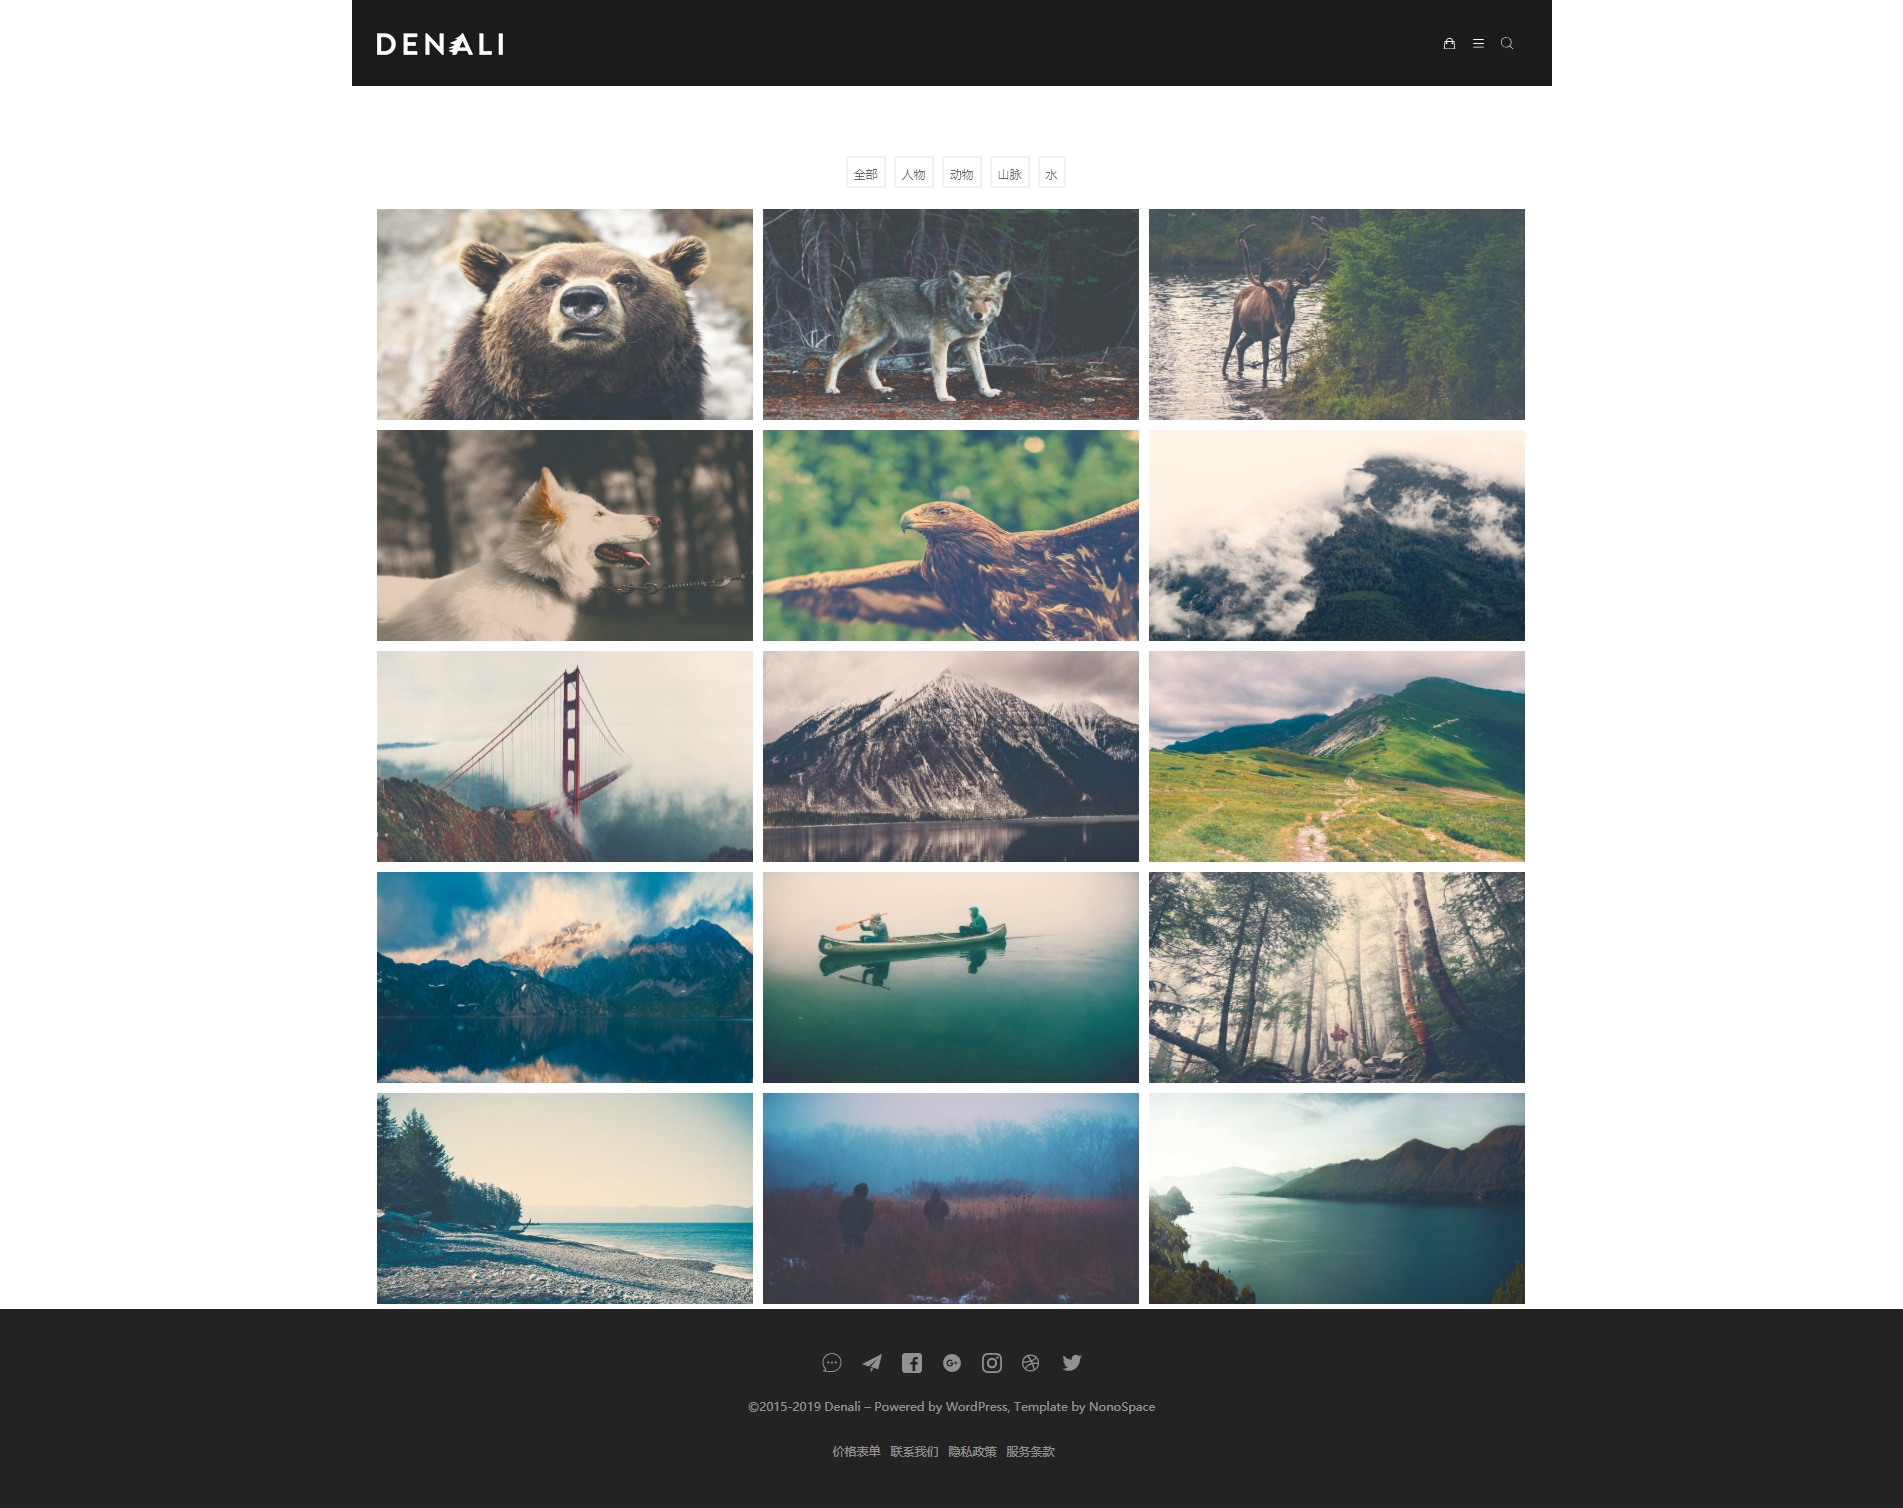 DENALI
全部 人物 动物 山脉 水
©2015-2019 Denali – Powered by WordPress, Template by NonoSpace
价格表单 联系我们 隐私政策 服务条款